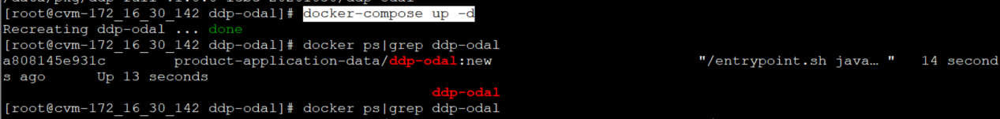 [root@cvm-172_16_30_142 ddp-odal]# docker-compose up -d
Recreating ddp-odal ... done
[root@cvm-172_16_30_142 ddp-odal]# docker ps|grep ddp-odal
a808145e931c product-application-data/ddp-odal:new "/entrypoint.sh java… " 14 second
s ago Up 13 seconds
ddp-odal
[root@cvm-172_16_30_142 ddp-odal]# docker ps|grep ddp-odal